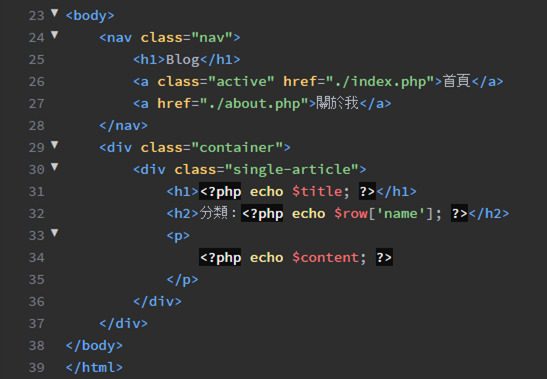 23 <body>
24 <nav class="nav">
25 <h1>Blog</h1>
26 <a class="active" href="./index.php">首頁</a>
27 <a href="./about.php">關於我</a>
28 </nav>
29 <div class="container">
30 <div class="single-article">
31 <h1><?php echo $title; ?></h1>
32 <h2>分類：<?php echo $row['name']; ?></h2>
33 <p>
34 <?php echo $content; ?>
35 </p>
36 </div>
37 </div>
38 </body>
39 </html>